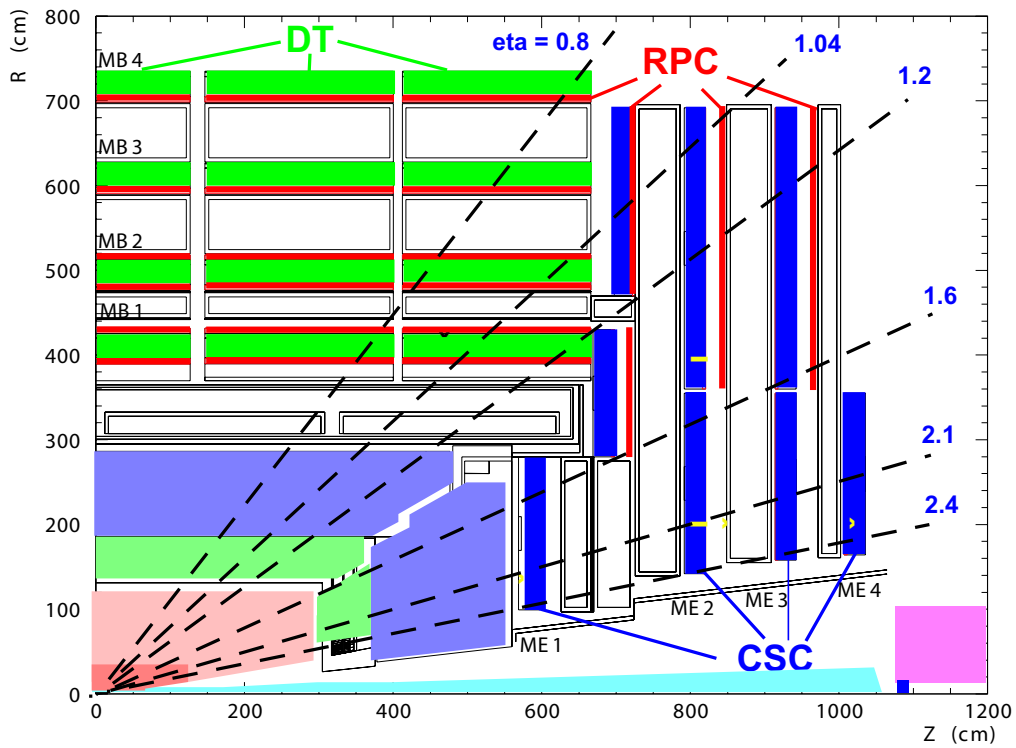 R (cm)
800
700
600
500
400
300
200
100
0
0
200
400
600
800
1000
1200
Z (cm)
DT
eta = 0.8
1.04
1.2
1.6
2.1
2.4
RPC
MB 4
MB 3
MB 2
MB 1
ME 1
ME 2
ME 3
ME 4
CSC